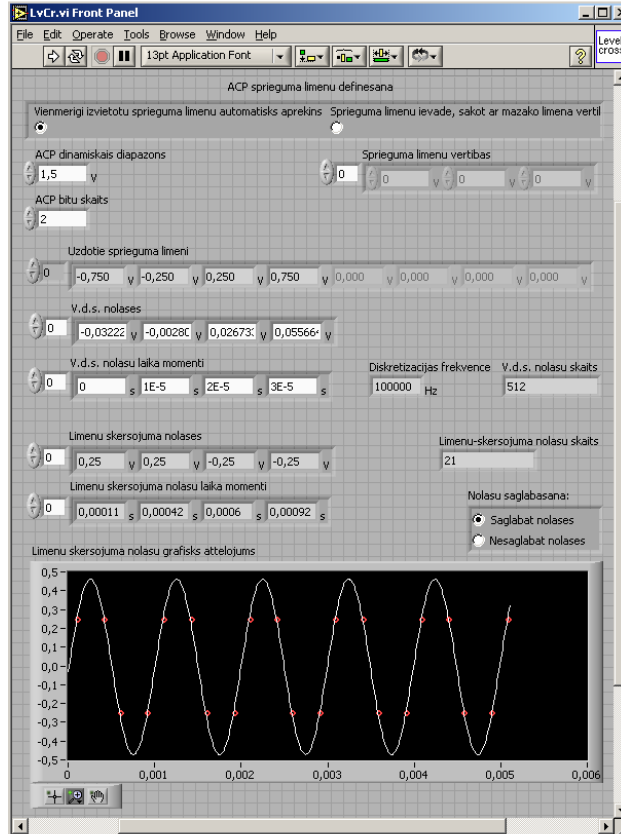 LvCr.vi Front Panel
File Edit Operate Tools Browse Window Help
13pt Application Font
Level
cross
ACP sprieguma limenu definesana
Vienmerigi izvietotu sprieguma limenu automatisks aprekins
Sprieguma limenu ievade, sakot ar mazako limena vertil
ACP dinamiskais diapazons
1,5 V
Sprieguma limenu vertibas
0 0 V 0 V 0 V
ACP bitu skaits
2
Uzdotie sprieguma limeni
0 -0,750 V -0,250 V 0,250 V 0,750 V 0,000 V 0,000 V 0,000 V 0,000 V
V.d.s. nolases
0 -0,03222 V -0,00280 V 0,026733 V 0,05566 V
V.d.s. nolasu laika momenti
0 0 s 1E-5 s 2E-5 s 3E-5 s
Diskretizacijas frekvence
100000 Hz
V.d.s. nolasu skaits
512
Limenu skersojuma nolases
0 0,25 V 0,25 V -0,25 V -0,25 V
Limenu-skersojuma nolasu skaits
21
Limenu skersojuma nolasu laika momenti
0 0,00011 s 0,00042 s 0,0006 s 0,00092 s
Nolasu saglabasana:
Saglabat nolases
Nesaglabat nolases
Limenu skersojuma nolasu grafisks attelojums
0,5
0,4
0,3
0,2
0,1
0,0
-0,1
-0,2
-0,3
-0,4
-0,5
0 0,001 0,002 0,003 0,004 0,005 0,006